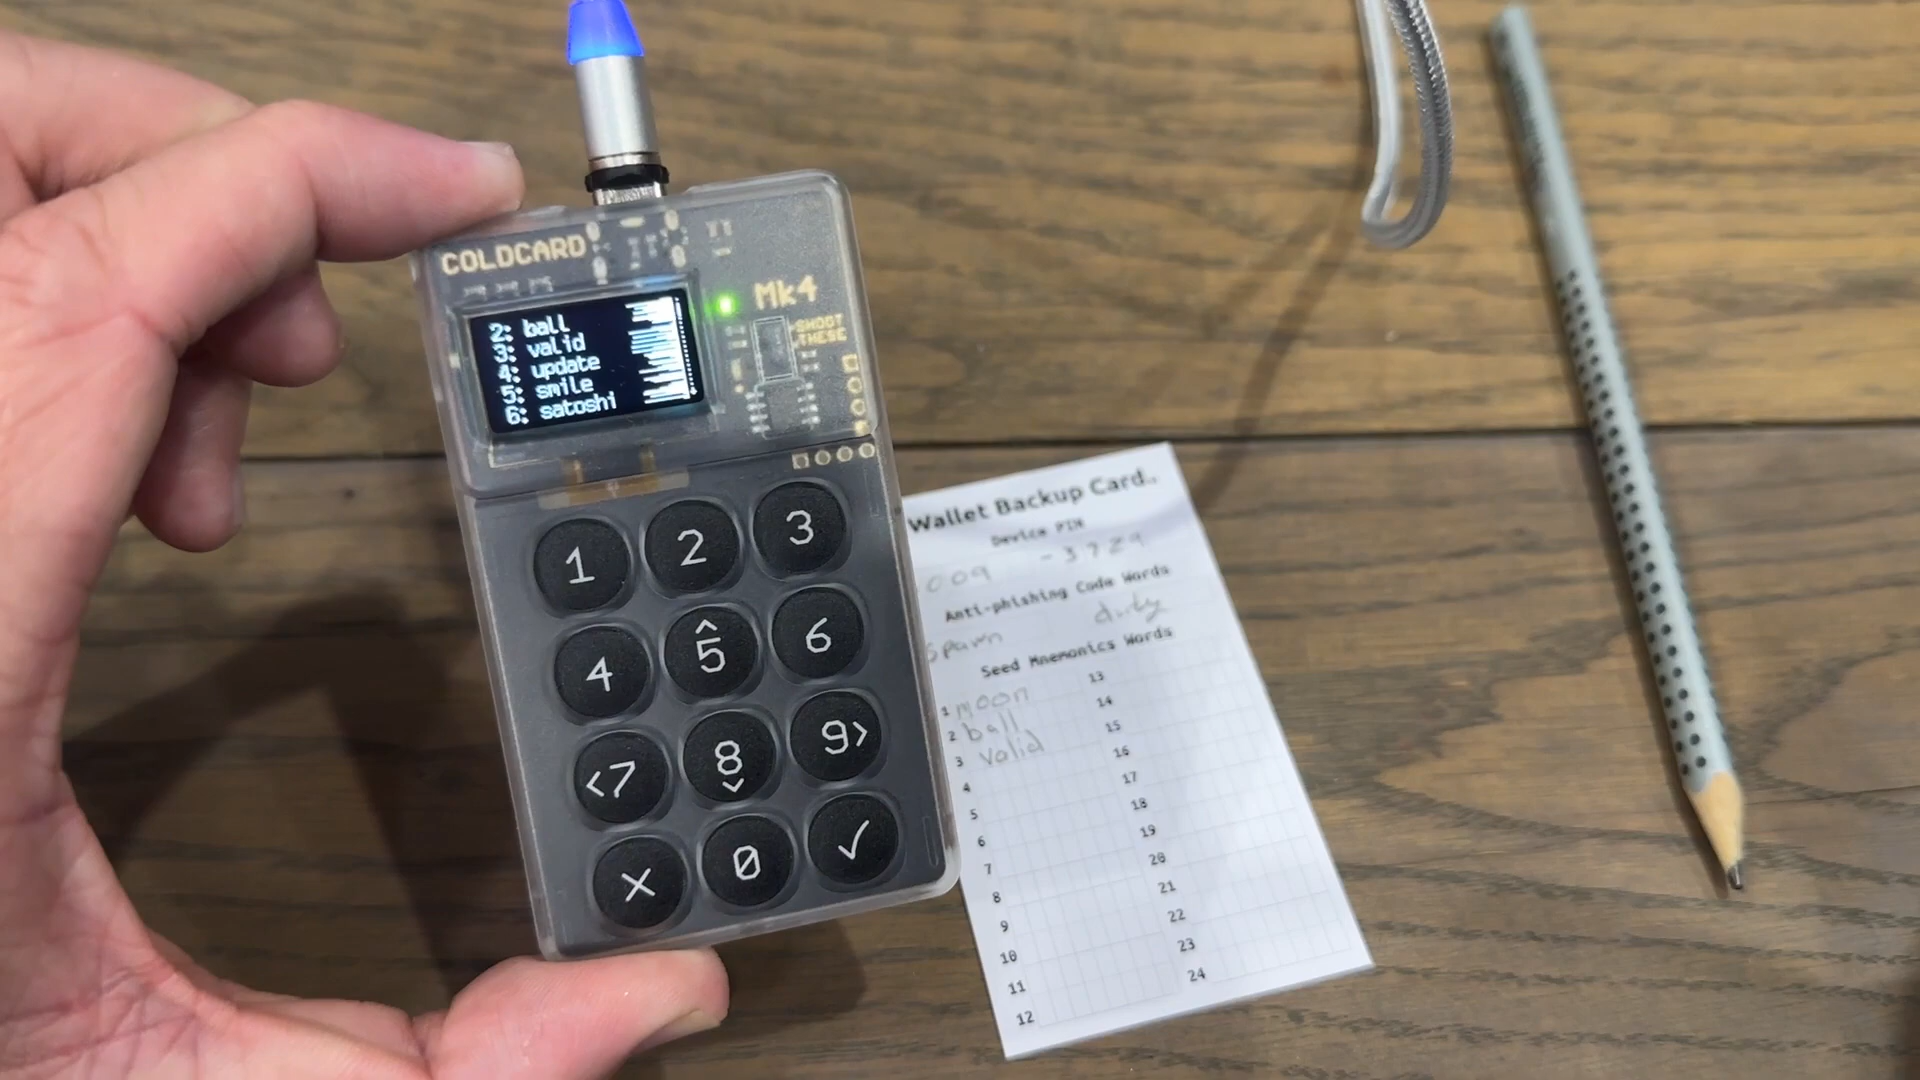 COLDCARD
Mk4
SHOOT
THESE
2: ball
3: valid
4: update
5: smile
6: satoshi
1 2 3
4 5 6
<7 8 9>
X 0 ✓
Wallet Backup Card
Device PIN
Anti-phishing Code Words
spawn dirty
Seed Mnemonics Words
1 moon 13
2 ball 14
3 valid 15
4 16
5 17
6 18
7 19
8 20
9 21
10 22
11 23
12 24